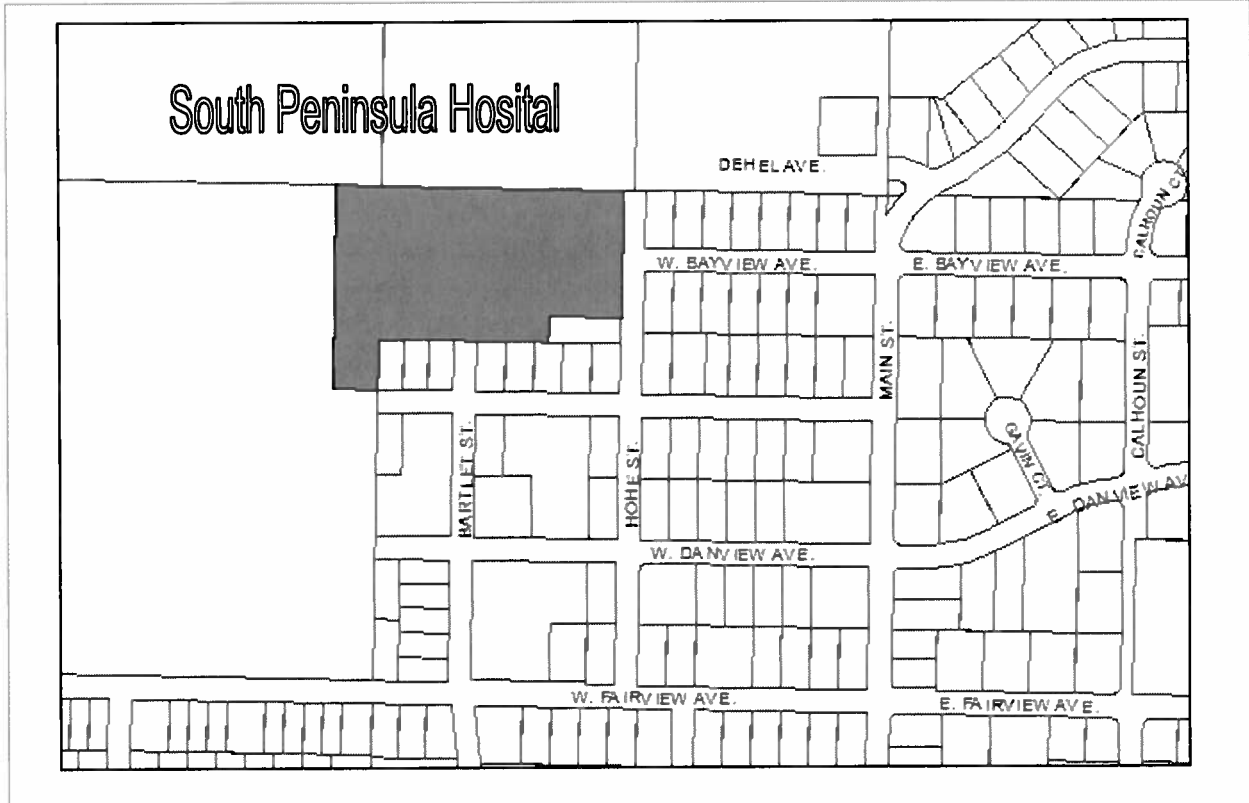 South Peninsula Hosital
DEHEL AVE.
CALHOUN CT.
W. BAYVIEW AVE.
E. BAYVIEW AVE.
MAIN ST.
CALHOUN ST.
GAVIN CT.
BARTLET ST.
HOHE ST.
E. DANVIEW AV
W. DANVIEW AVE.
W. FAIRVIEW AVE.
E. FAIRVIEW AVE.